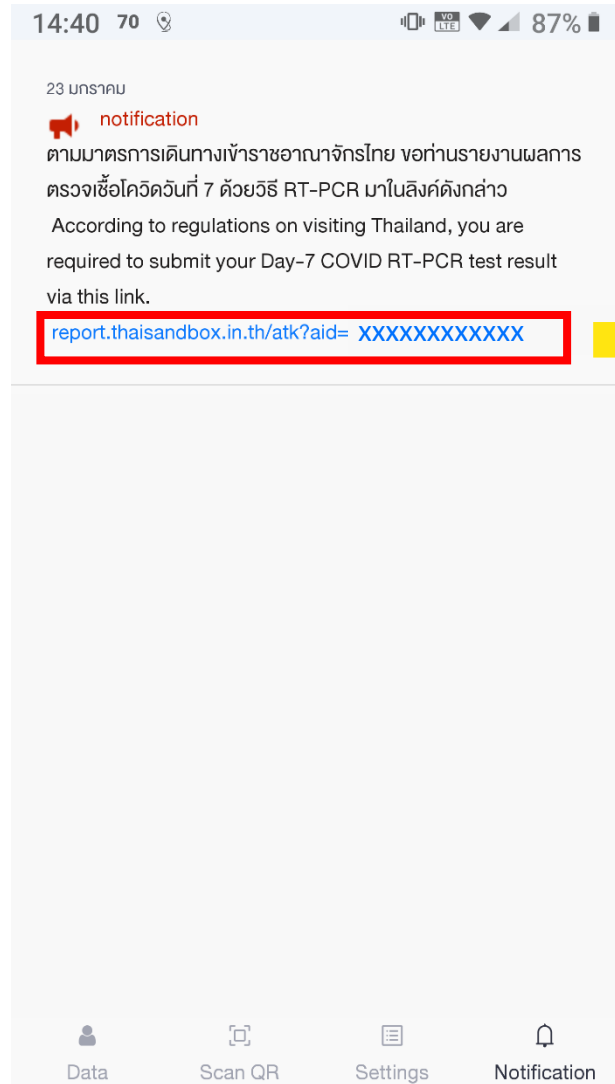 14:40 70 VO LTE 87%
23 มกราคม
notification
ตามมาตรการเดินทางเข้าราชอาณาจักรไทย ขอท่านรายงานผลการ
ตรวจเชื้อโควิดวันที่ 7 ด้วยวิธี RT-PCR มาในลิงค์ดังกล่าว
According to regulations on visiting Thailand, you are
required to submit your Day-7 COVID RT-PCR test result
via this link.
report.thaisandbox.in.th/atk?aid= XXXXXXXXXXXX
Data Scan QR Settings Notification